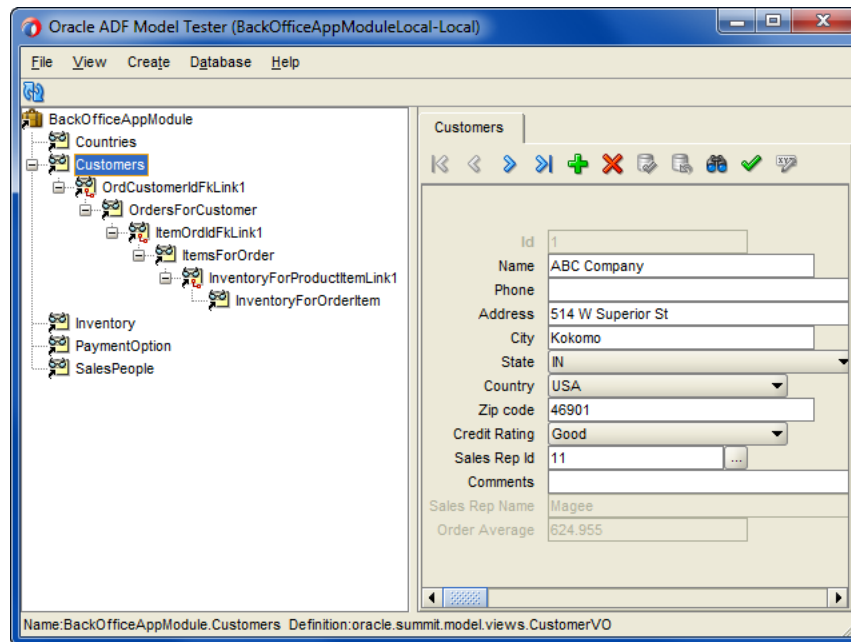 Oracle ADF Model Tester (BackOfficeAppModuleLocal-Local)
File View Create Database Help
BackOfficeAppModule
Countries
Customers
OrdCustomerIdFkLink1
OrdersForCustomer
ItemOrdIdFkLink1
ItemsForOrder
InventoryForProductItemLink1
InventoryForOrderItem
Inventory
PaymentOption
SalesPeople
Customers
Id 1
Name ABC Company
Phone
Address 514 W Superior St
City Kokomo
State IN
Country USA
Zip code 46901
Credit Rating Good
Sales Rep Id 11 ...
Comments
Sales Rep Name Magee
Order Average 624.955
Name:BackOfficeAppModule.Customers Definition:oracle.summit.model.views.CustomerVO